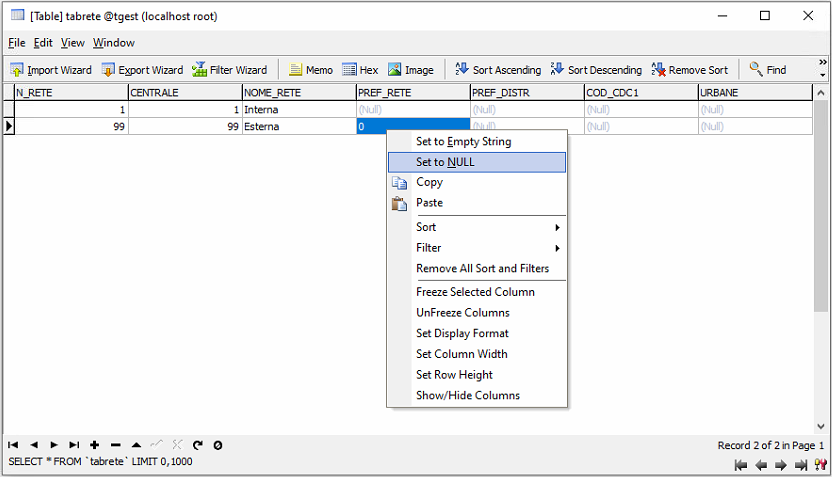 [Table] tabrete @tgest (localhost root)
File Edit View Window
Import Wizard Export Wizard Filter Wizard Memo Hex Image Sort Ascending Sort Descending Remove Sort Find
N_RETE CENTRALE NOME_RETE PREF_RETE PREF_DISTR COD_CDC1 URBANE
1 1 Interna (Null) (Null) (Null) (Null)
99 99 Esterna 0 (Null) (Null) (Null)
Set to Empty String
Set to NULL
Copy
Paste
Sort
Filter
Remove All Sort and Filters
Freeze Selected Column
UnFreeze Columns
Set Display Format
Set Column Width
Set Row Height
Show/Hide Columns
Record 2 of 2 in Page 1
SELECT * FROM `tabrete` LIMIT 0,1000